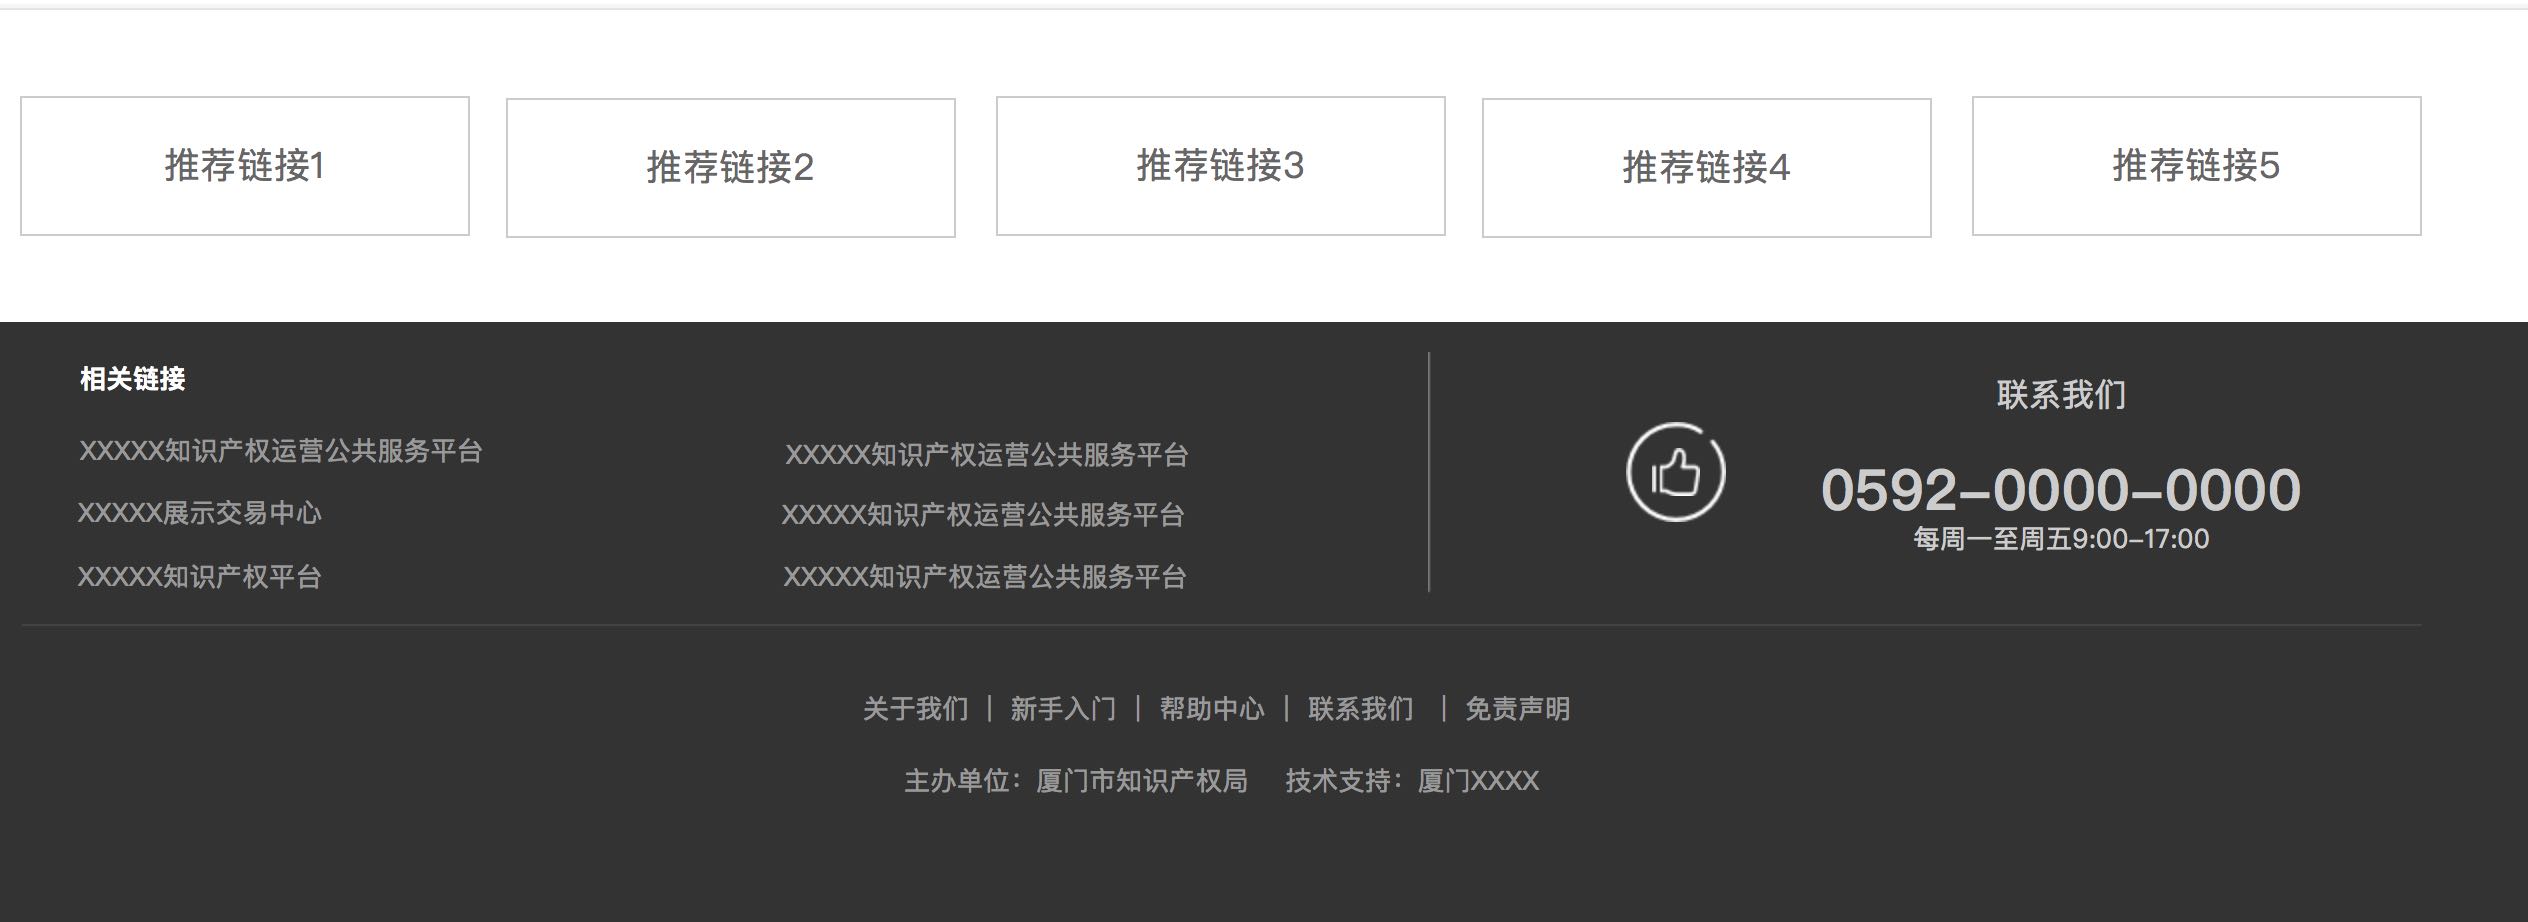 推荐链接1
推荐链接2
推荐链接3
推荐链接4
推荐链接5
相关链接
XXXXX知识产权运营公共服务平台
XXXXX展示交易中心
XXXXX知识产权平台
XXXXX知识产权运营公共服务平台
XXXXX知识产权运营公共服务平台
XXXXX知识产权运营公共服务平台
联系我们
0592-0000-0000
每周一至周五9:00-17:00
关于我们 | 新手入门 | 帮助中心 | 联系我们 | 免责声明
主办单位：厦门市知识产权局 技术支持：厦门XXXX